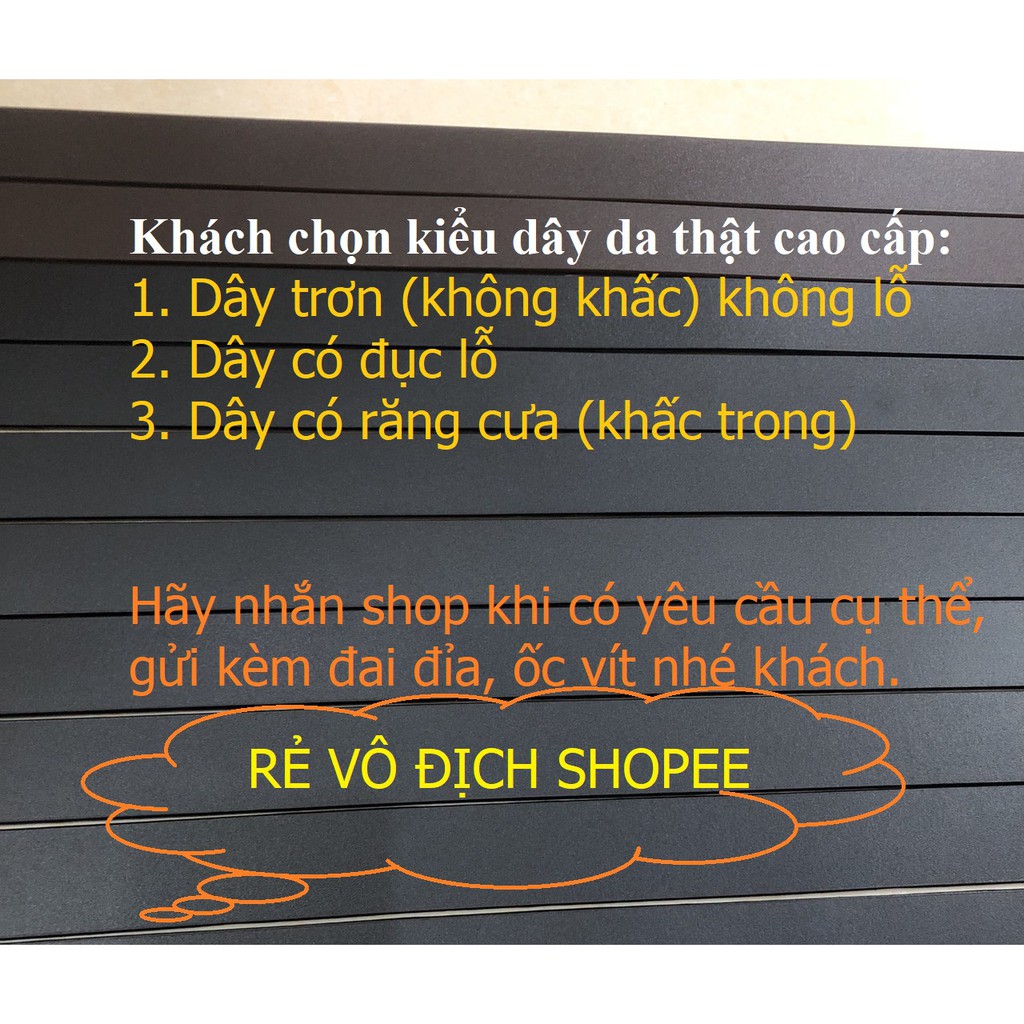 Khách chọn kiểu dây da thật cao cấp:
1. Dây trơn (không khấc) không lỗ
2. Dây có đục lỗ
3. Dây có răng cưa (khấc trong)
Hãy nhắn shop khi có yêu cầu cụ thể,
gửi kèm đai đỉa, ốc vít nhé khách.
RẺ VÔ ĐỊCH SHOPEE